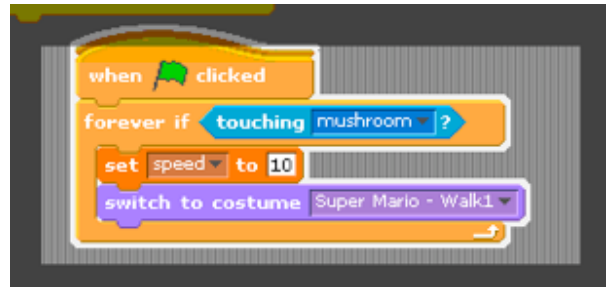 when clicked
forever if touching mushroom ?
set speed to 10
switch to costume Super Mario - Walk1